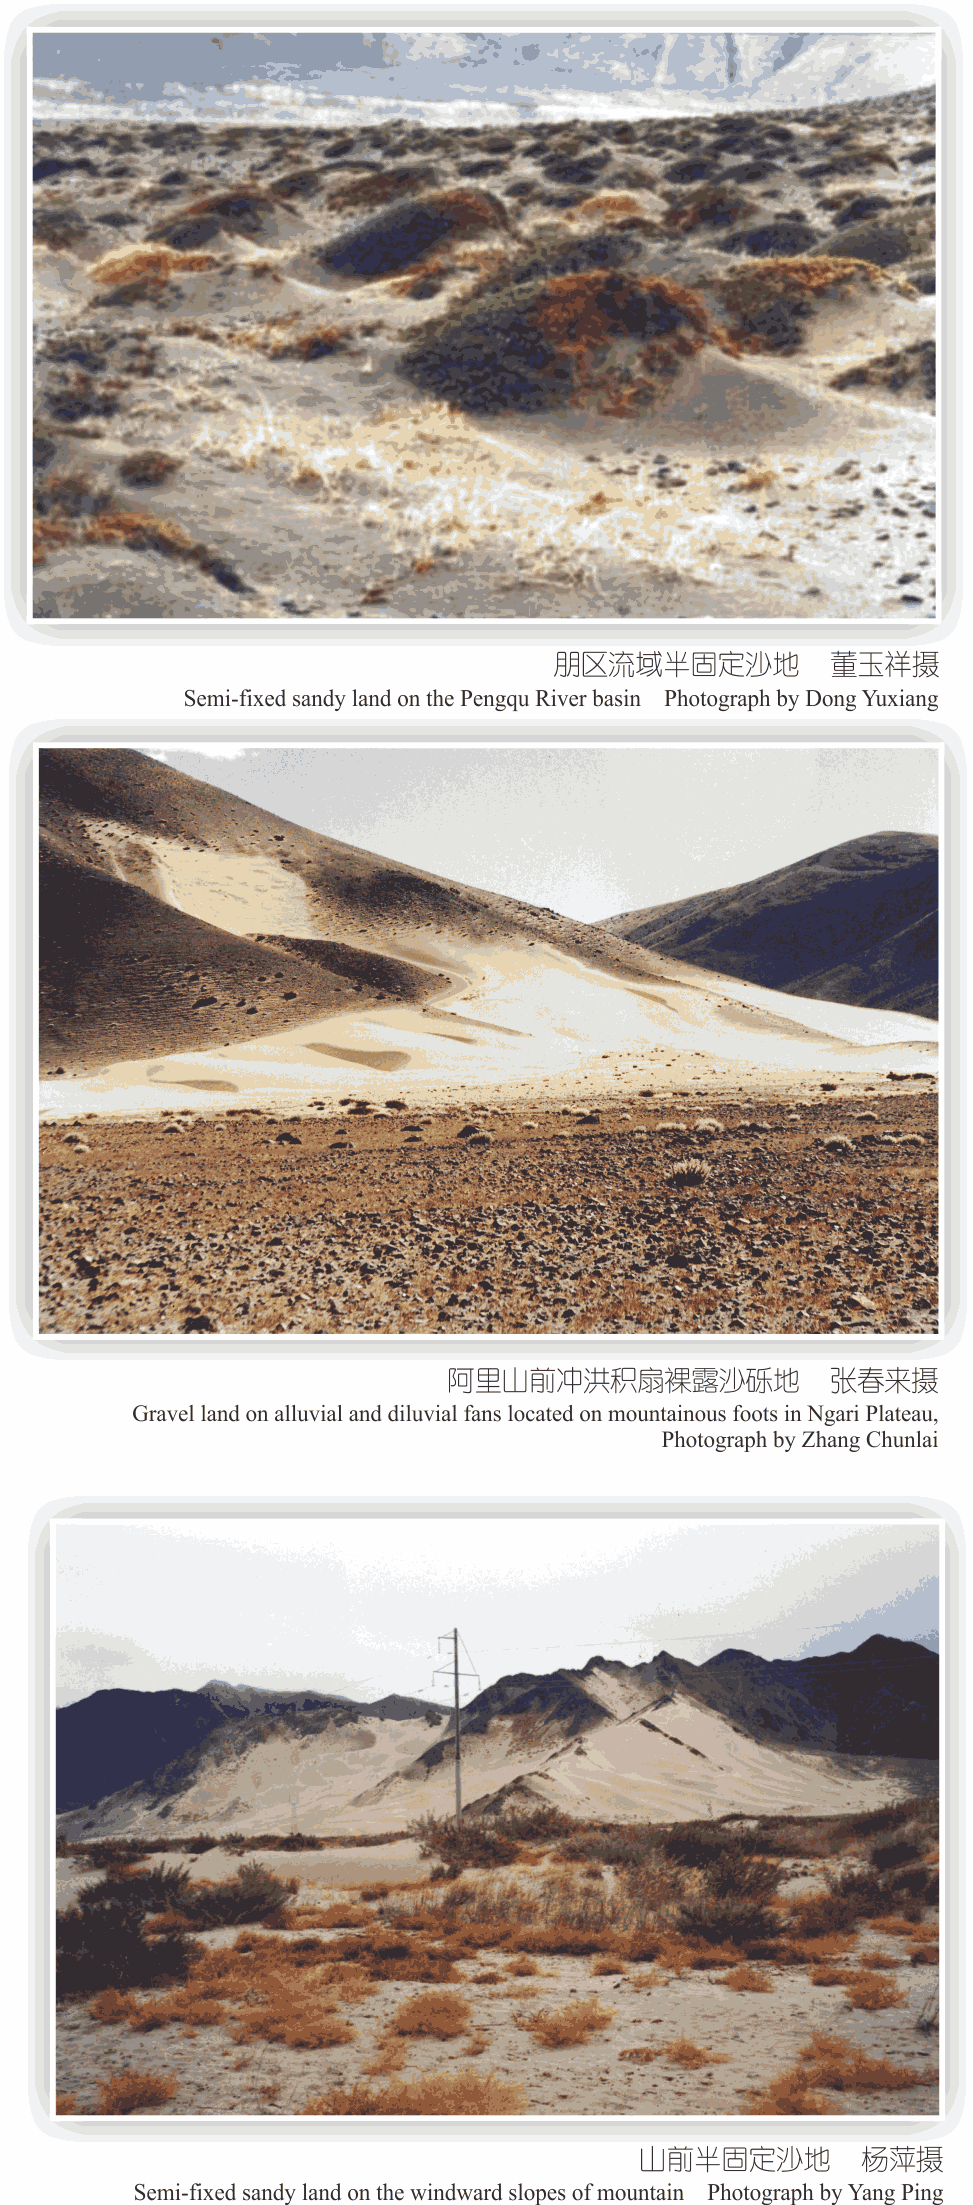 朋区流域半固定沙地 董玉祥摄
Semi-fixed sandy land on the Pengqu River basin Photograph by Dong Yuxiang
阿里山前冲洪积扇裸露沙砾地 张春来摄
Gravel land on alluvial and diluvial fans located on mountainous foots in Ngari Plateau,
Photograph by Zhang Chunlai
山前半固定沙地 杨萍摄
Semi-fixed sandy land on the windward slopes of mountain Photograph by Yang Ping